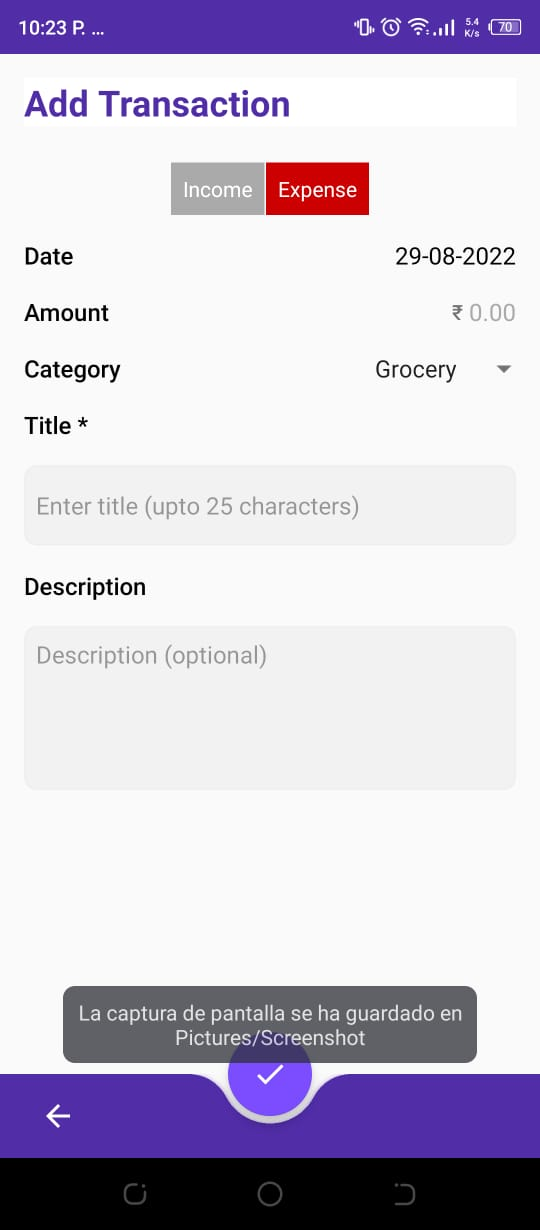 10:23 P. ...
5.4
K/s
70
Add Transaction
Income Expense
Date 29-08-2022
Amount ₹ 0.00
Category Grocery
Title *
Enter title (upto 25 characters)
Description
Description (optional)
La captura de pantalla se ha guardado en
Pictures/Screenshot